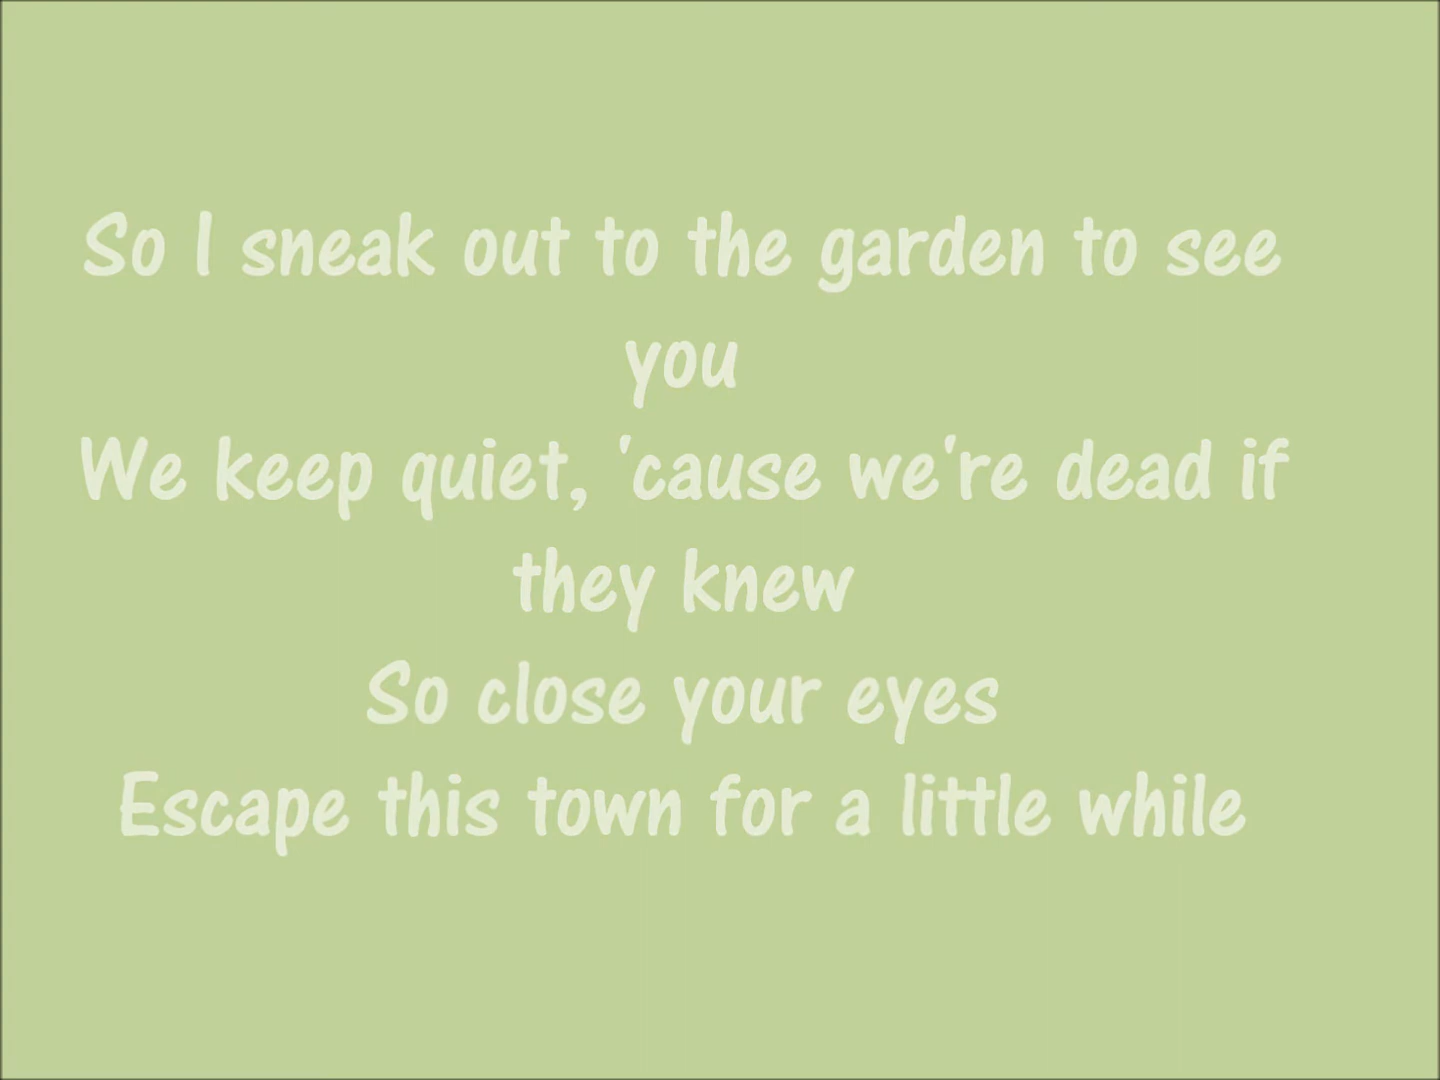 So I sneak out to the garden to see
you
We keep quiet, 'cause we're dead if
they knew
So close your eyes
Escape this town for a little while